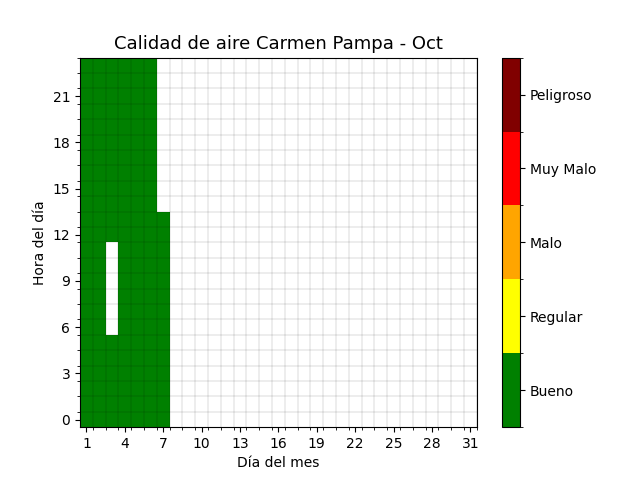 Calidad de aire Carmen Pampa - Oct
Hora del día
21
18
15
12
9
6
3
0
1 4 7 10 13 16 19 22 25 28 31
Día del mes
Peligroso
Muy Malo
Malo
Regular
Bueno